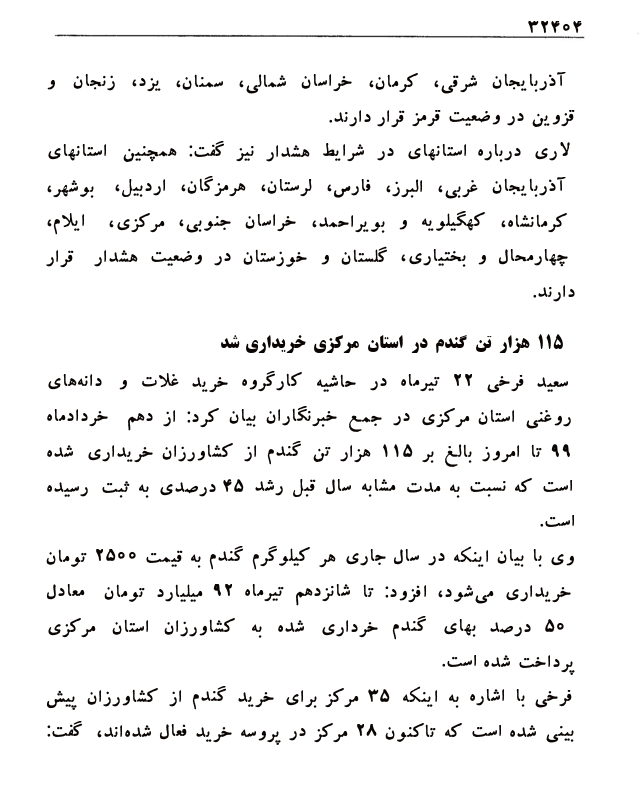 ۳۲۴۰۴
آذربایجان شرقی، کرمان، خراسان شمالی، سمنان، یزد، زنجان و
قزوین در وضعیت قرمز قرار دارند.
لاری درباره استانهای در شرایط هشدار نیز گفت: همچنین استانهای
آذربایجان غربی، البرز، فارس، لرستان، هرمزگان، اردبیل، بوشهر،
کرمانشاه، کهگیلویه و بویراحمد، خراسان جنوبی، مرکزی، ایلام،
چهارمحال و بختیاری، گلستان و خوزستان در وضعیت هشدار قرار
دارند.
۱۱۵ هزار تن گندم در استان مرکزی خریداری شد
سعید فرخی ۲۲ تیرماه در حاشیه کارگروه خرید غلات و دانه‌های
روغنی استان مرکزی در جمع خبرنگاران بیان کرد: از دهم خردادماه
۹۹ تا امروز بالغ بر ۱۱۵ هزار تن گندم از کشاورزان خریداری شده
است که نسبت به مدت مشابه سال قبل رشد ۴۵ درصدی به ثبت رسیده
است.
وی با بیان اینکه در سال جاری هر کیلوگرم گندم به قیمت ۲۵۰۰ تومان
خریداری می‌شود، افزود: تا شانزدهم تیرماه ۹۲ میلیارد تومان معادل
۵۰ درصد بهای گندم خرداری شده به کشاورزان استان مرکزی
پرداخت شده است.
فرخی با اشاره به اینکه ۳۵ مرکز برای خرید گندم از کشاورزان پیش
بینی شده است که تاکنون ۲۸ مرکز در پروسه خرید فعال شده‌اند، گفت: